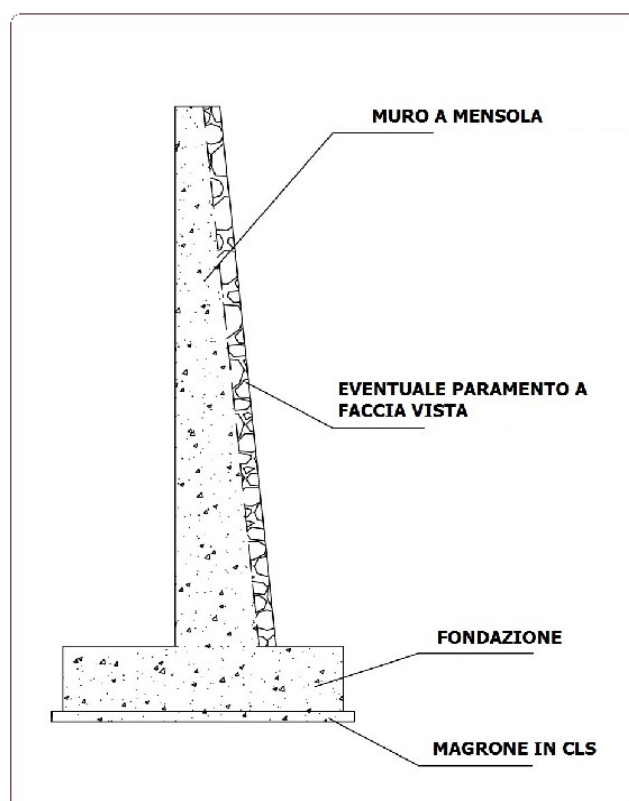 MURO A MENSOLA
EVENTUALE PARAMENTO A
FACCIA VISTA
FONDAZIONE
MAGRONE IN CLS